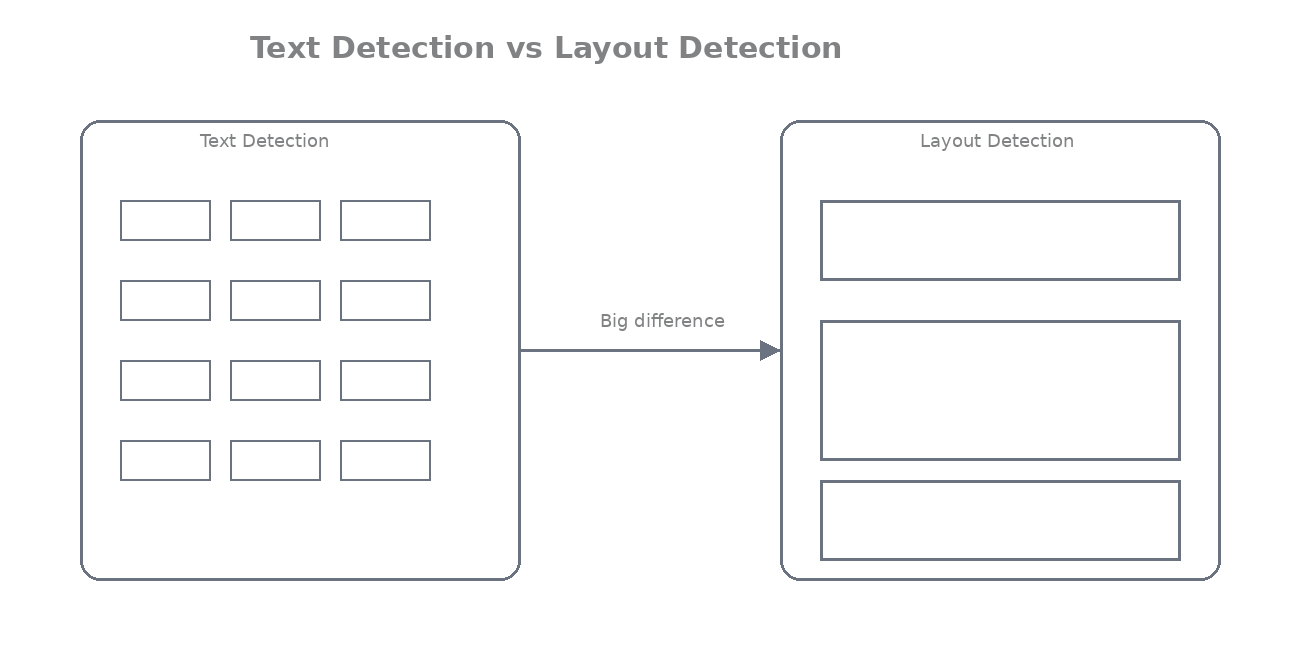 Text Detection vs Layout Detection
Text Detection
Layout Detection
Big difference